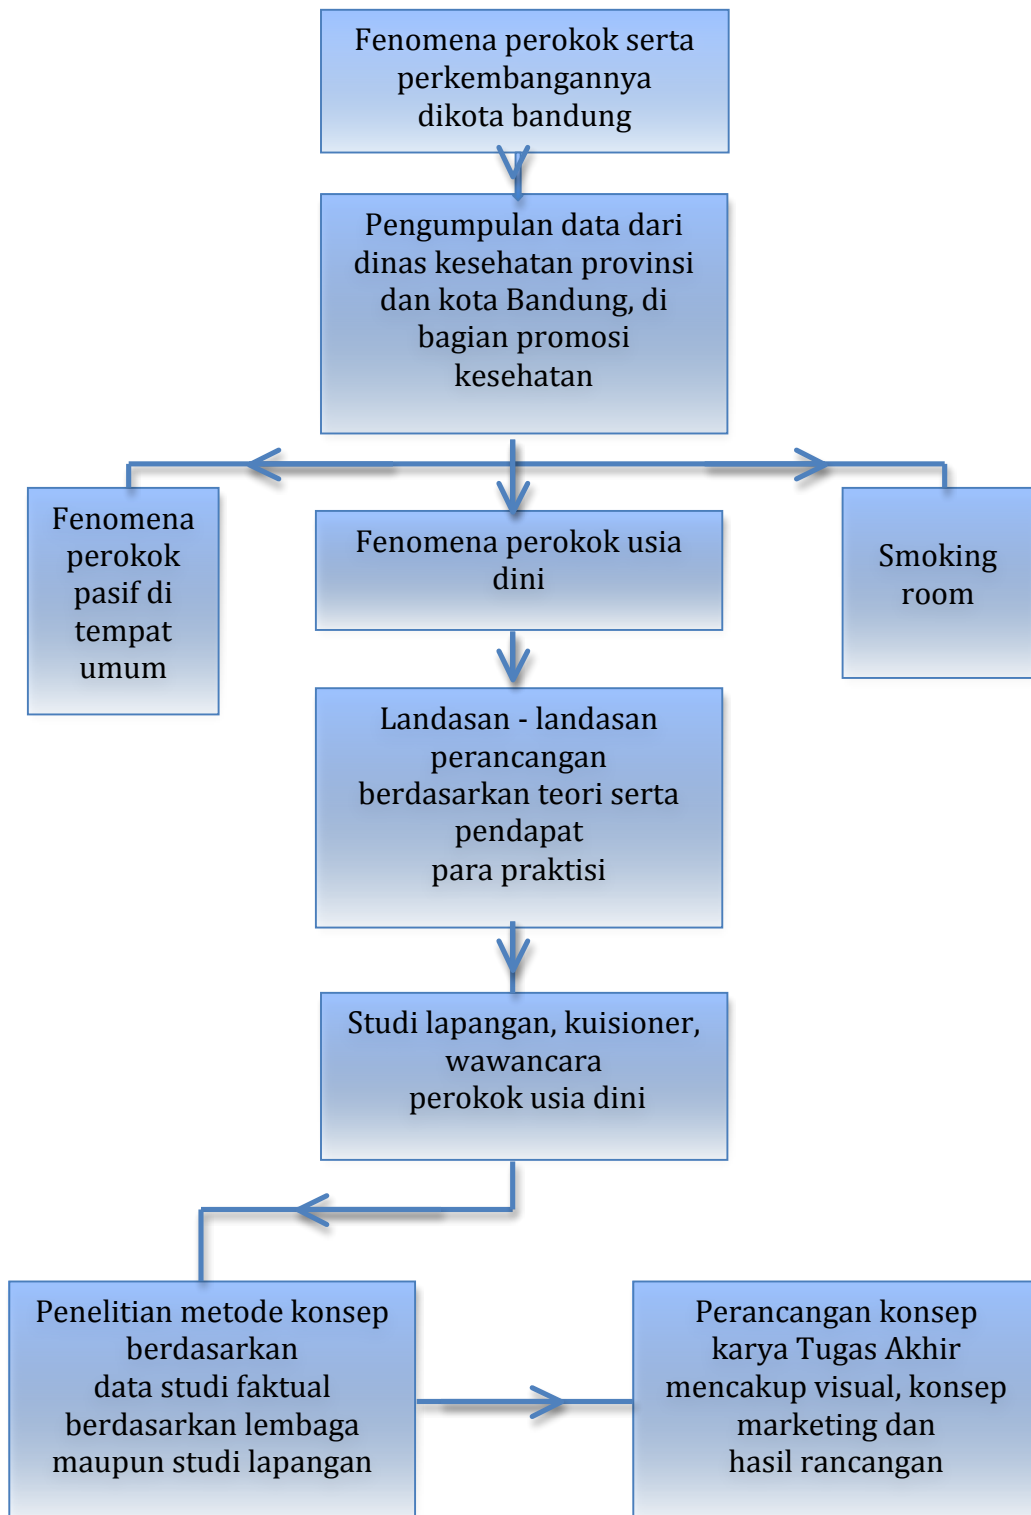 Fenomena perokok serta
perkembangannya
dikota bandung
Pengumpulan data dari
dinas kesehatan provinsi
dan kota Bandung, di
bagian promosi
kesehatan
Fenomena
perokok
pasif di
tempat
umum
Fenomena perokok usia
dini
Smoking
room
Landasan - landasan
perancangan
berdasarkan teori serta
pendapat
para praktisi
Studi lapangan, kuisioner,
wawancara
perokok usia dini
Penelitian metode konsep
berdasarkan
data studi faktual
berdasarkan lembaga
maupun studi lapangan
Perancangan konsep
karya Tugas Akhir
mencakup visual, konsep
marketing dan
hasil rancangan